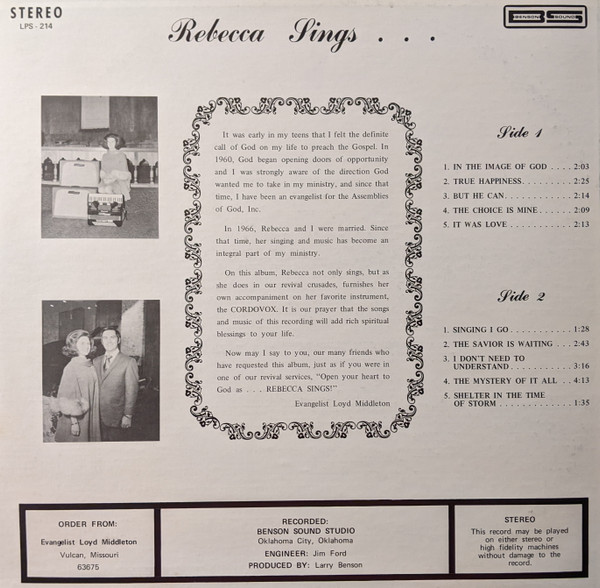 STEREO
LPS - 214
Rebecca Sings . . .
BS
BENSON SOUND
It was early in my teens that I felt the definite
call of God on my life to preach the Gospel. In
1960, God began opening doors of opportunity
and I was strongly aware of the direction God
wanted me to take in my ministry, and since that
time, I have been an evangelist for the Assemblies
of God, Inc.
In 1966, Rebecca and I were married. Since
that time, her singing and music has become an
integral part of my ministry.
On this album, Rebecca not only sings, but as
she does in our revival crusades, furnishes her
own accompaniment on her favorite instrument,
the CORDOVOX. It is our prayer that the songs
and music of this recording will add rich spiritual
blessings to your life.
Now may I say to you, our many friends who
have requested this album, just as if you were in
one of our revival services, "Open your heart to
God as . . . . REBECCA SINGS!"
Evangelist Loyd Middleton
Side 1
1. IN THE IMAGE OF GOD . . . . 2:03
2. TRUE HAPPINESS. . . . . . . . . 2:25
3. BUT HE CAN. . . . . . . . . . . . 2:14
4. THE CHOICE IS MINE . . . . . . 2:09
5. IT WAS LOVE . . . . . . . . . . . 2:13
Side 2
1. SINGING I GO . . . . . . . . . . . 1:28
2. THE SAVIOR IS WAITING . . . 2:43
3. I DON'T NEED TO
UNDERSTAND . . . . . . . . . . . 3:16
4. THE MYSTERY OF IT ALL . . 4:13
5. SHELTER IN THE TIME
OF STORM . . . . . . . . . . . . . 1:35
ORDER FROM:
Evangelist Loyd Middleton
Vulcan, Missouri
63675
RECORDED:
BENSON SOUND STUDIO
Oklahoma City, Oklahoma
ENGINEER: Jim Ford
PRODUCED BY: Larry Benson
STEREO
This record may be played
on either stereo or
high fidelity machines
without damage to the
record.